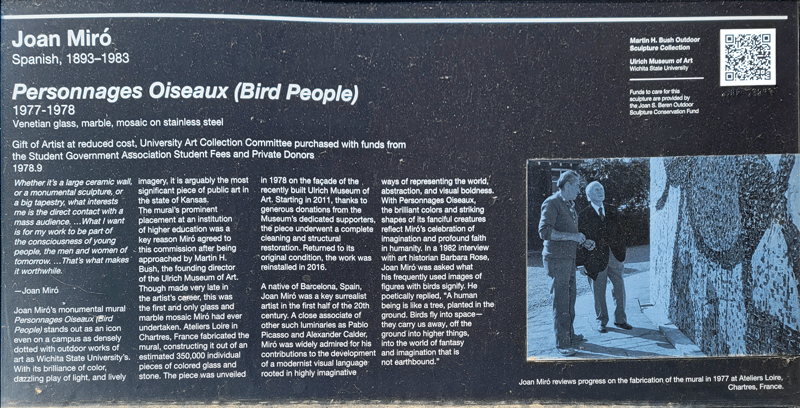 Joan Miró
Spanish, 1893–1983
Personnages Oiseaux (Bird People)
1977-1978
Venetian glass, marble, mosaic on stainless steel
Gift of Artist at reduced cost, University Art Collection Committee purchased with funds from
the Student Government Association Student Fees and Private Donors
1978.9
Martin H. Bush Outdoor
Sculpture Collection
Ulrich Museum of Art
Wichita State University
Funds to care for this
sculpture are provided by
the Joan S. Beren Outdoor
Sculpture Conservation Fund
Whether it's a large ceramic wall,
or a monumental sculpture, or
a big tapestry, what interests
me is the direct contact with a
mass audience. …What I want
is for my work to be part of
the consciousness of young
people, the men and women of
tomorrow. …That's what makes
it worthwhile.
—Joan Miró
Joan Miró's monumental mural
Personnages Oiseaux (Bird
People) stands out as an icon
even on a campus as densely
dotted with outdoor works of
art as Wichita State University's.
With its brilliance of color,
dazzling play of light, and lively
imagery, it is arguably the most
significant piece of public art in
the state of Kansas.
The mural's prominent
placement at an institution
of higher education was a
key reason Miró agreed to
this commission after being
approached by Martin H.
Bush, the founding director
of the Ulrich Museum of Art.
Though made very late in
the artist's career, this was
the first and only glass and
marble mosaic Miró had ever
undertaken. Ateliers Loire in
Chartres, France fabricated the
mural, constructing it out of an
estimated 350,000 individual
pieces of colored glass and
stone. The piece was unveiled
in 1978 on the façade of the
recently built Ulrich Museum of
Art. Starting in 2011, thanks to
generous donations from the
Museum's dedicated supporters,
the piece underwent a complete
cleaning and structural
restoration. Returned to its
original condition, the work was
reinstalled in 2016.
A native of Barcelona, Spain,
Joan Miró was a key surrealist
artist in the first half of the 20th
century. A close associate of
other such luminaries as Pablo
Picasso and Alexander Calder,
Miró was widely admired for his
contributions to the development
of a modernist visual language
rooted in highly imaginative
ways of representing the world,
abstraction, and visual boldness.
With Personnages Oiseaux,
the brilliant colors and striking
shapes of its fanciful creatures
reflect Miró's celebration of
imagination and profound faith
in humanity. In a 1982 interview
with art historian Barbara Rose,
Joan Miró was asked what
his frequently used images of
figures with birds signify. He
poetically replied, "A human
being is like a tree, planted in the
ground. Birds fly into space—
they carry us away, off the
ground into higher things,
into the world of fantasy
and imagination that is
not earthbound."
Joan Miró reviews progress on the fabrication of the mural in 1977 at Ateliers Loire,
Chartres, France.